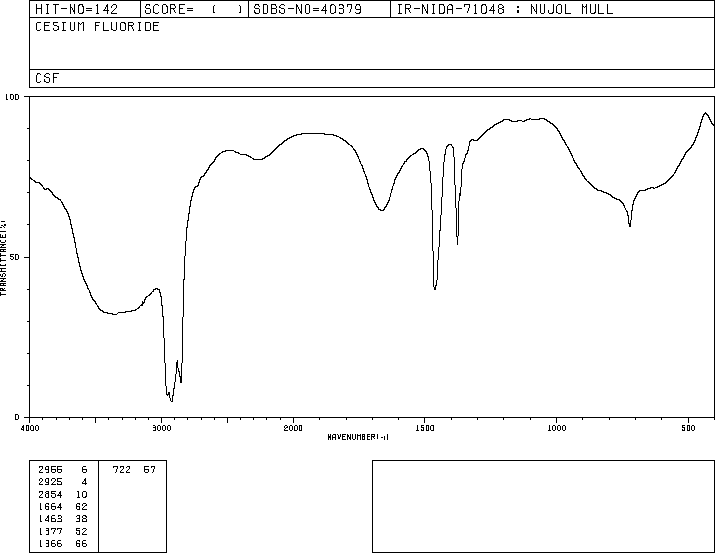 HIT-NO=142 SCORE= ( ) SDBS-NO=40379 IR-NIDA-71048 : NUJOL MULL
CESIUM FLUORIDE
CSF
100
50
0
TRANSMITTANCE(%)
4000 3000 2000 1500 1000 500
WAVENUMBER(-1)
2966 6 722 57
2925 4
2854 10
1664 62
1463 38
1377 52
1366 66